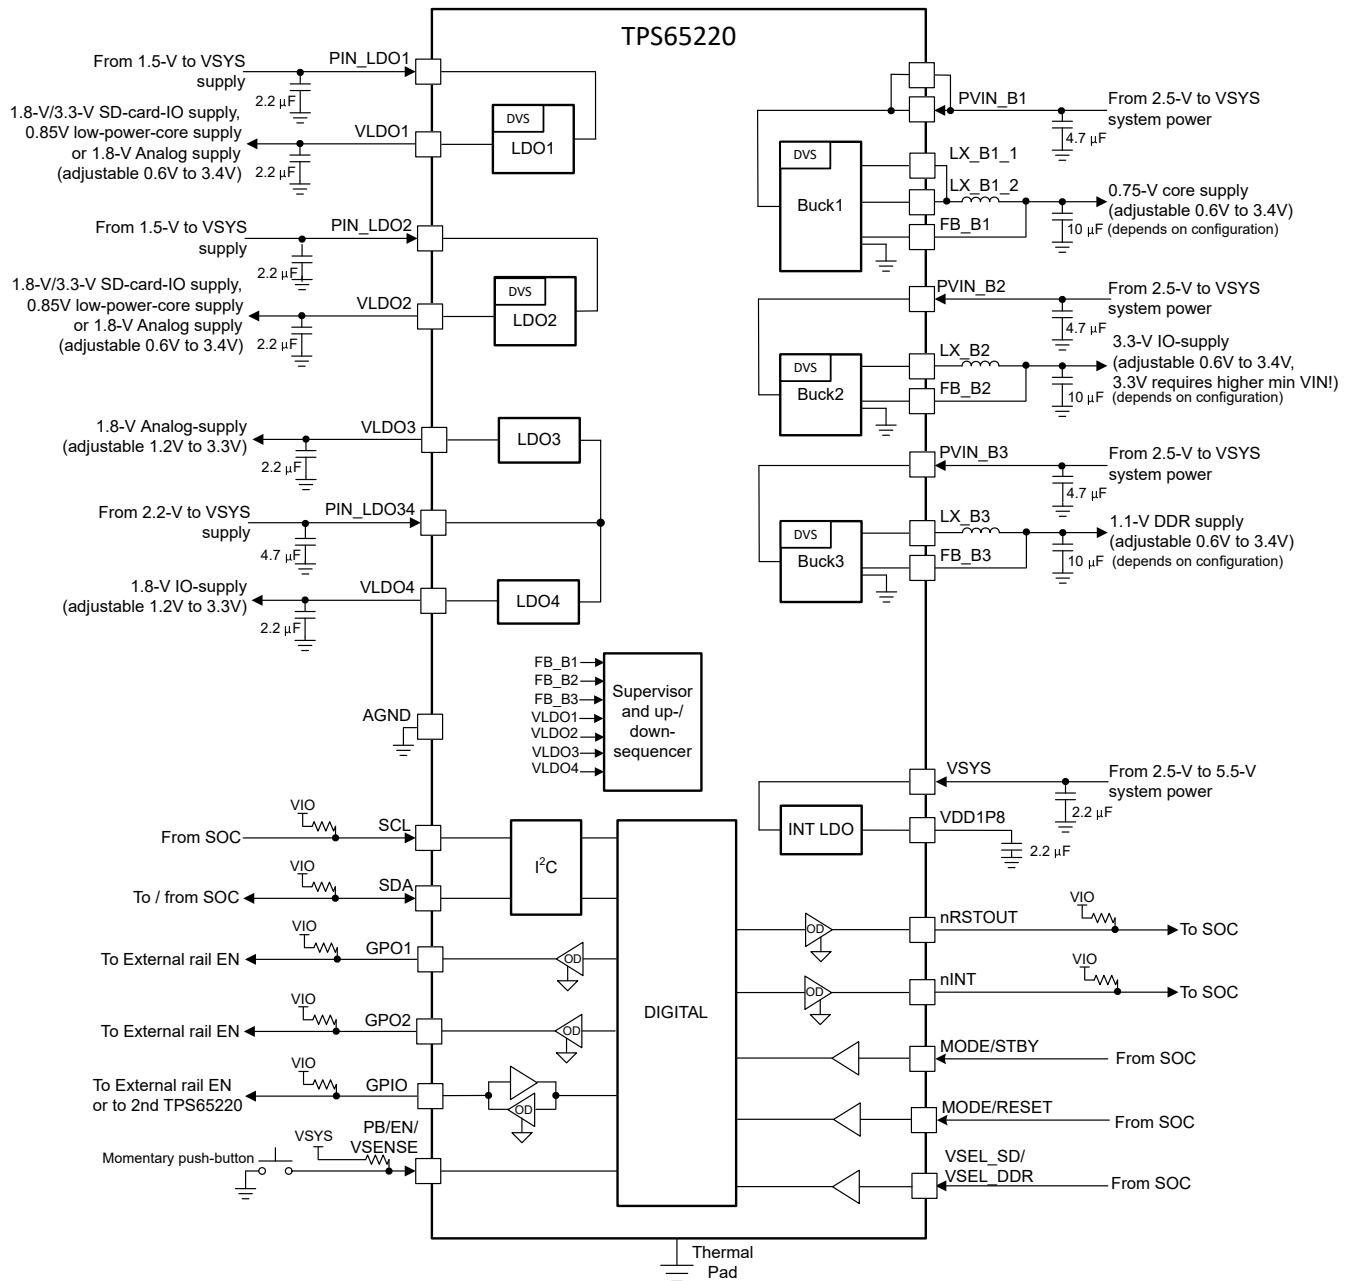 TPS65220
From 1.5-V to VSYS
supply
PIN_LDO1
2.2 μF
1.8-V/3.3-V SD-card-IO supply,
0.85V low-power-core supply
or 1.8-V Analog supply
(adjustable 0.6V to 3.4V)
VLDO1
2.2 μF
DVS
LDO1
From 1.5-V to VSYS
supply
PIN_LDO2
2.2 μF
1.8-V/3.3-V SD-card-IO supply,
0.85V low-power-core supply
or 1.8-V Analog supply
(adjustable 0.6V to 3.4V)
VLDO2
2.2 μF
DVS
LDO2
1.8-V Analog-supply
(adjustable 1.2V to 3.3V)
VLDO3
2.2 μF
LDO3
From 2.2-V to VSYS
supply
PIN_LDO34
4.7 μF
1.8-V IO-supply
(adjustable 1.2V to 3.3V)
VLDO4
2.2 μF
LDO4
PVIN_B1
From 2.5-V to VSYS
system power
4.7 μF
DVS
Buck1
LX_B1_1
LX_B1_2
FB_B1
0.75-V core supply
(adjustable 0.6V to 3.4V)
10 μF (depends on configuration)
PVIN_B2
From 2.5-V to VSYS
system power
4.7 μF
DVS
Buck2
LX_B2
FB_B2
3.3-V IO-supply
(adjustable 0.6V to 3.4V,
3.3V requires higher min VIN!)
10 μF (depends on configuration)
PVIN_B3
From 2.5-V to VSYS
system power
4.7 μF
DVS
Buck3
LX_B3
FB_B3
1.1-V DDR supply
(adjustable 0.6V to 3.4V)
10 μF (depends on configuration)
FB_B1
FB_B2
FB_B3
VLDO1
VLDO2
VLDO3
VLDO4
Supervisor
and up-/
down-
sequencer
AGND
VSYS
From 2.5-V to 5.5-V
system power
2.2 μF
INT LDO
VDD1P8
2.2 μF
From SOC
VIO
SCL
To / from SOC
VIO
SDA
I²C
To External rail EN
VIO
GPO1
OD
To External rail EN
VIO
GPO2
OD
To External rail EN
or to 2nd TPS65220
VIO
GPIO
OD
Momentary push-button
VSYS
PB/EN/
VSENSE
DIGITAL
OD
nRSTOUT
VIO
To SOC
OD
nINT
VIO
To SOC
MODE/STBY
From SOC
MODE/RESET
From SOC
VSEL_SD/
VSEL_DDR
From SOC
Thermal
Pad